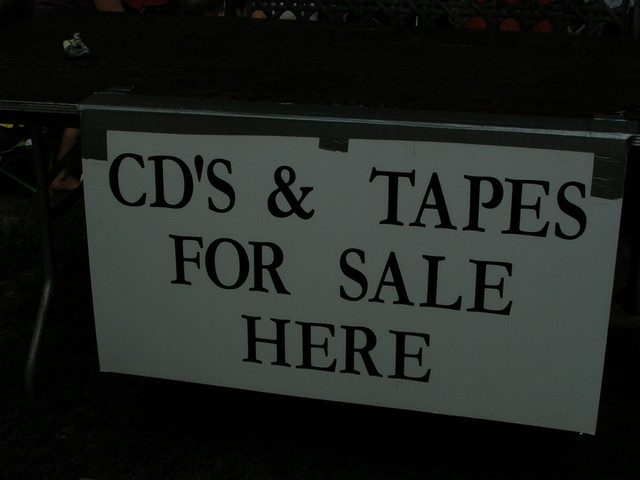 CD'S & TAPES
FOR SALE
HERE